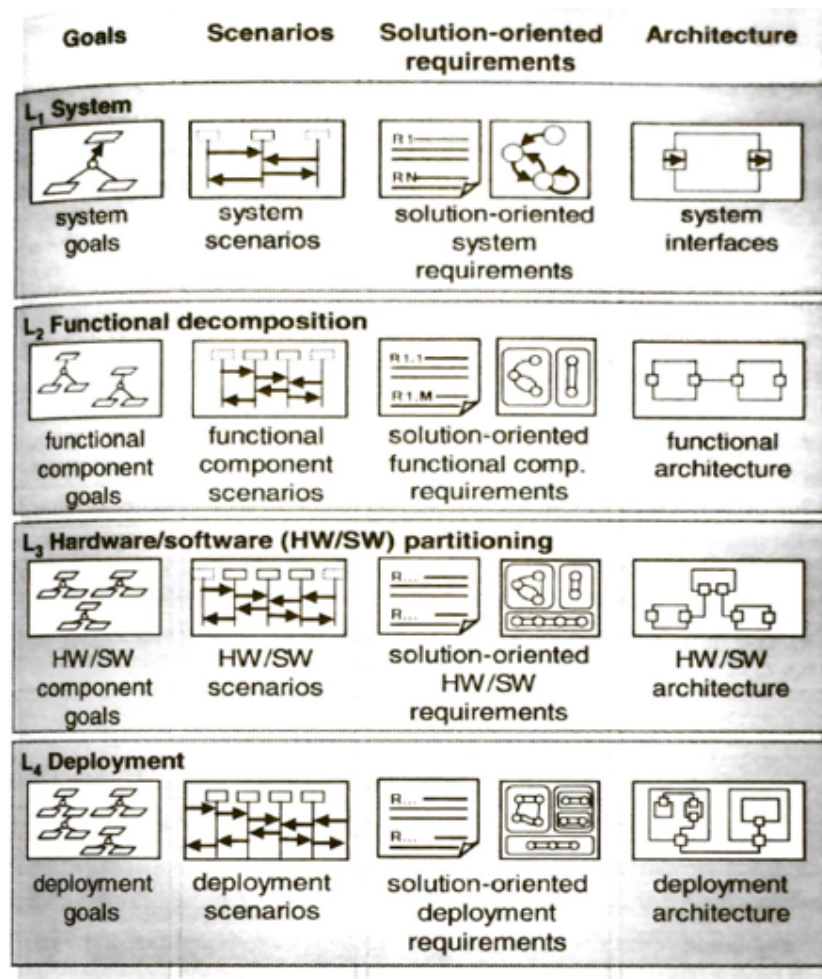 Goals Scenarios Solution-oriented Architecture
requirements
L₁ System
R1
RN
system system solution-oriented system
goals scenarios system interfaces
requirements
L₂ Functional decomposition
R1.1
R1.M
functional functional solution-oriented functional
component component functional comp. architecture
goals scenarios requirements
L₃ Hardware/software (HW/SW) partitioning
R...
R...
HW/SW HW/SW solution-oriented HW/SW
component scenarios HW/SW architecture
goals requirements
L₄ Deployment
R...
R...
deployment deployment solution-oriented deployment
goals scenarios deployment architecture
requirements